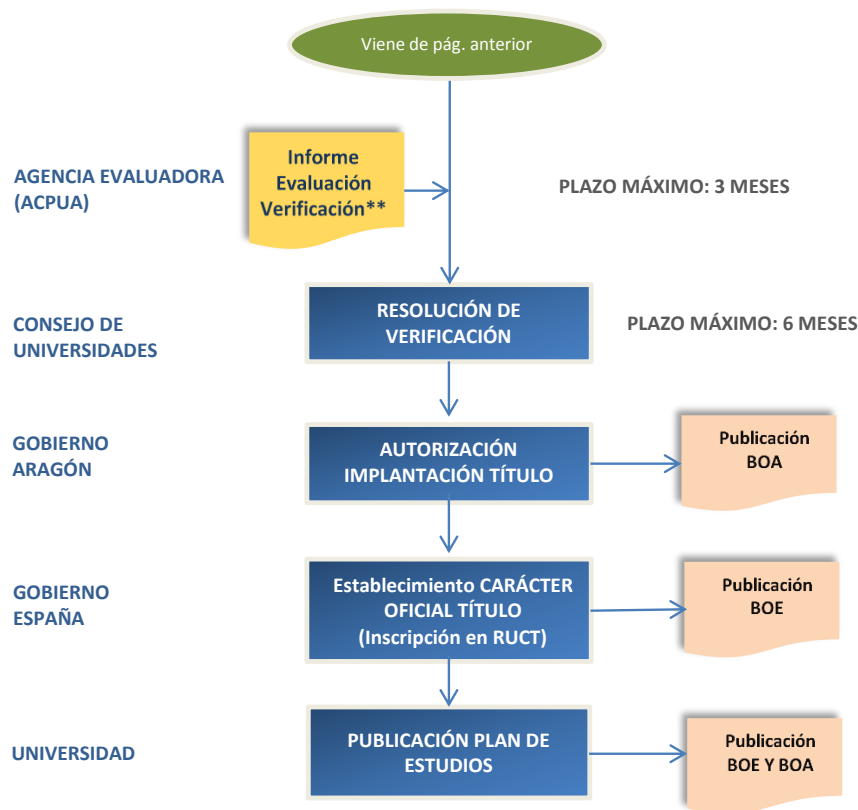 Viene de pág. anterior
AGENCIA EVALUADORA
(ACPUA)
Informe
Evaluación
Verificación**
PLAZO MÁXIMO: 3 MESES
CONSEJO DE
UNIVERSIDADES
RESOLUCIÓN DE
VERIFICACIÓN
PLAZO MÁXIMO: 6 MESES
GOBIERNO
ARAGÓN
AUTORIZACIÓN
IMPLANTACIÓN TÍTULO
Publicación
BOA
GOBIERNO
ESPAÑA
Establecimiento CARÁCTER
OFICIAL TÍTULO
(Inscripción en RUCT)
Publicación
BOE
UNIVERSIDAD
PUBLICACIÓN PLAN DE
ESTUDIOS
Publicación
BOE Y BOA